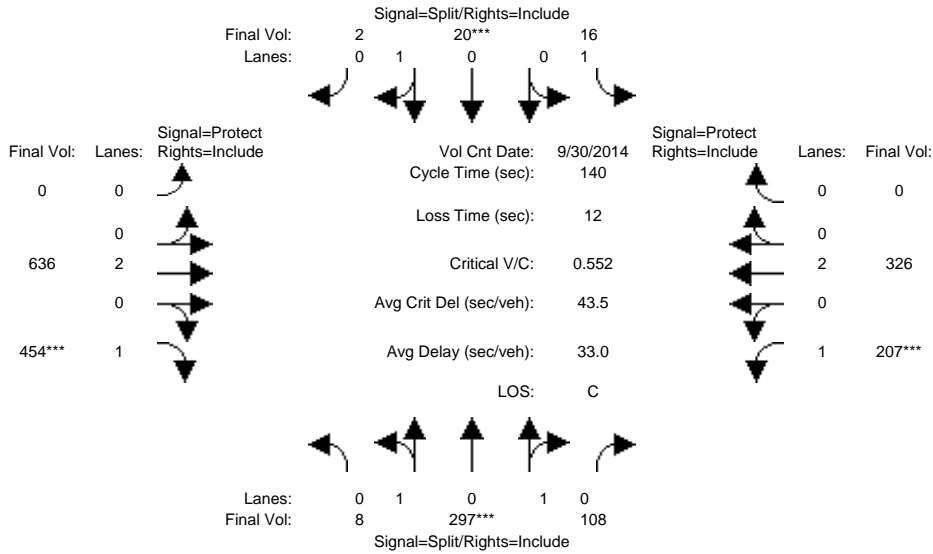 Signal=Split/Rights=Include
Final Vol: 2 20*** 16
Lanes: 0 1 0 0 1
Signal=Protect Signal=Protect
Final Vol: Lanes: Rights=Include Vol Cnt Date: 9/30/2014 Rights=Include Lanes: Final Vol:
Cycle Time (sec): 140
0 0 0 0
Loss Time (sec): 12
0 0
636 2 Critical V/C: 0.552 2 326
0 Avg Crit Del (sec/veh): 43.5 0
454*** 1 Avg Delay (sec/veh): 33.0 1 207***
LOS: C
Lanes: 0 1 0 1 0
Final Vol: 8 297*** 108
Signal=Split/Rights=Include